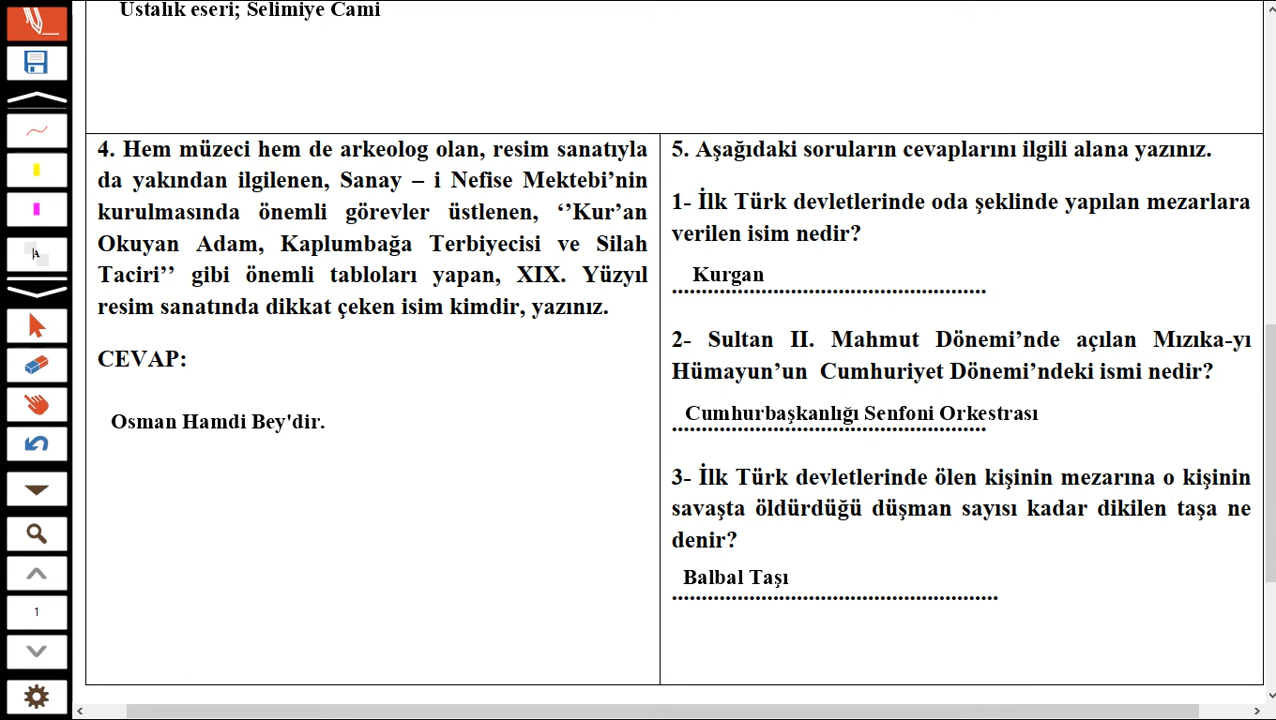 Ustalık eseri; Selimiye Cami
4. Hem müzeci hem de arkeolog olan, resim sanatıyla
da yakından ilgilenen, Sanay – i Nefise Mektebi’nin
kurulmasında önemli görevler üstlenen, ‘’Kur’an
Okuyan Adam, Kaplumbağa Terbiyecisi ve Silah
Taciri’’ gibi önemli tabloları yapan, XIX. Yüzyıl
resim sanatında dikkat çeken isim kimdir, yazınız.
CEVAP:
Osman Hamdi Bey'dir.
5. Aşağıdaki soruların cevaplarını ilgili alana yazınız.
1- İlk Türk devletlerinde oda şeklinde yapılan mezarlara
verilen isim nedir?
Kurgan
.......................................................
2- Sultan II. Mahmut Dönemi’nde açılan Mızıka-yı
Hümayun’un Cumhuriyet Dönemi’ndeki ismi nedir?
Cumhurbaşkanlığı Senfoni Orkestrası
.......................................................
3- İlk Türk devletlerinde ölen kişinin mezarına o kişinin
savaşta öldürdüğü düşman sayısı kadar dikilen taşa ne
denir?
Balbal Taşı
.........................................................
A
1